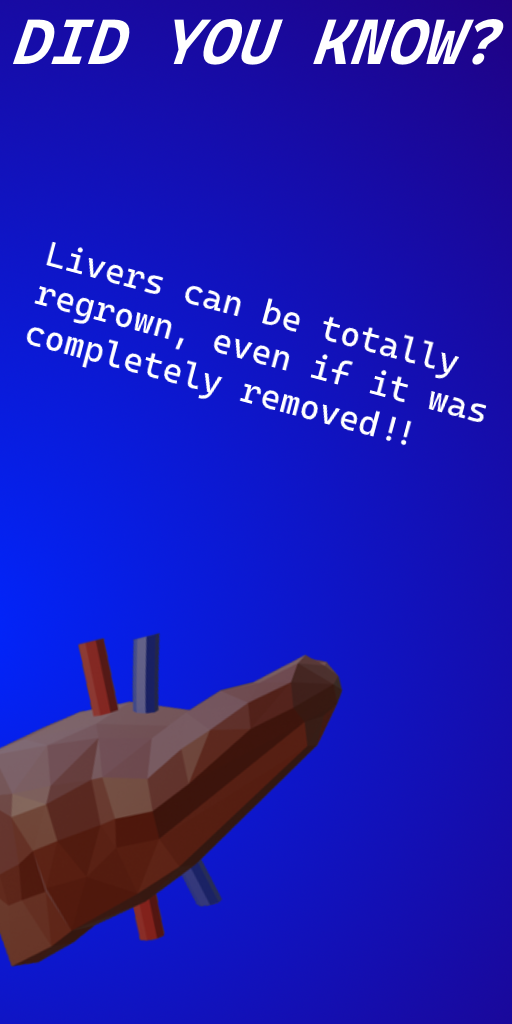 DID YOU KNOW?
Livers can be totally
regrown, even if it was
completely removed!!